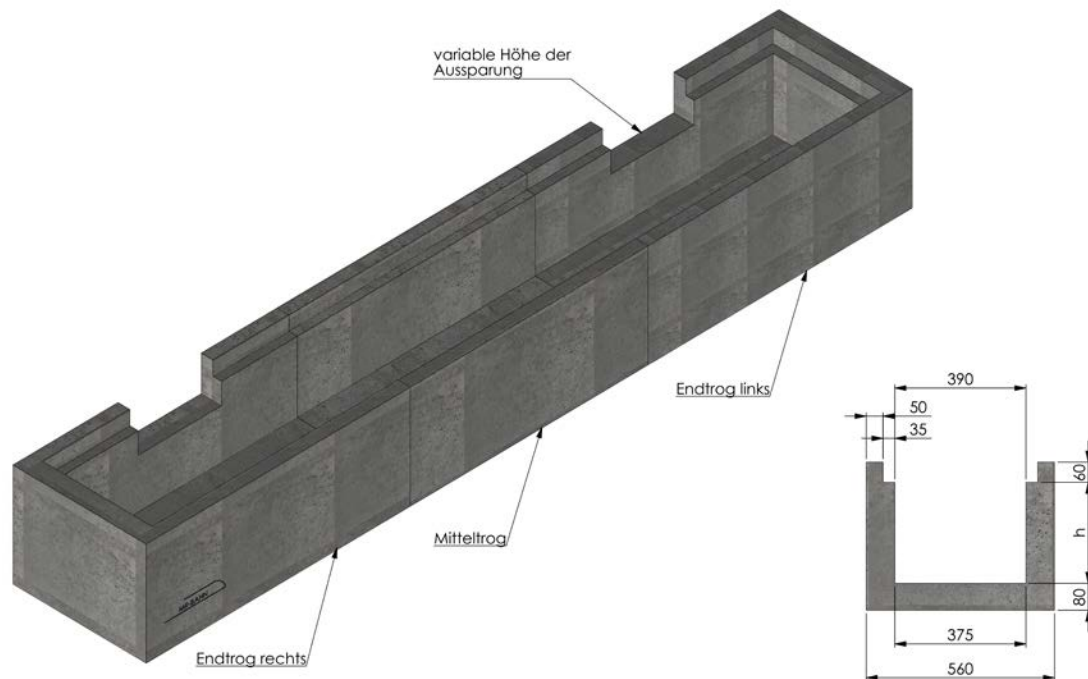 variable Höhe der
Aussparung
Endtrog links
Mitteltrog
Endtrog rechts
390
50
35
60
h
80
375
560